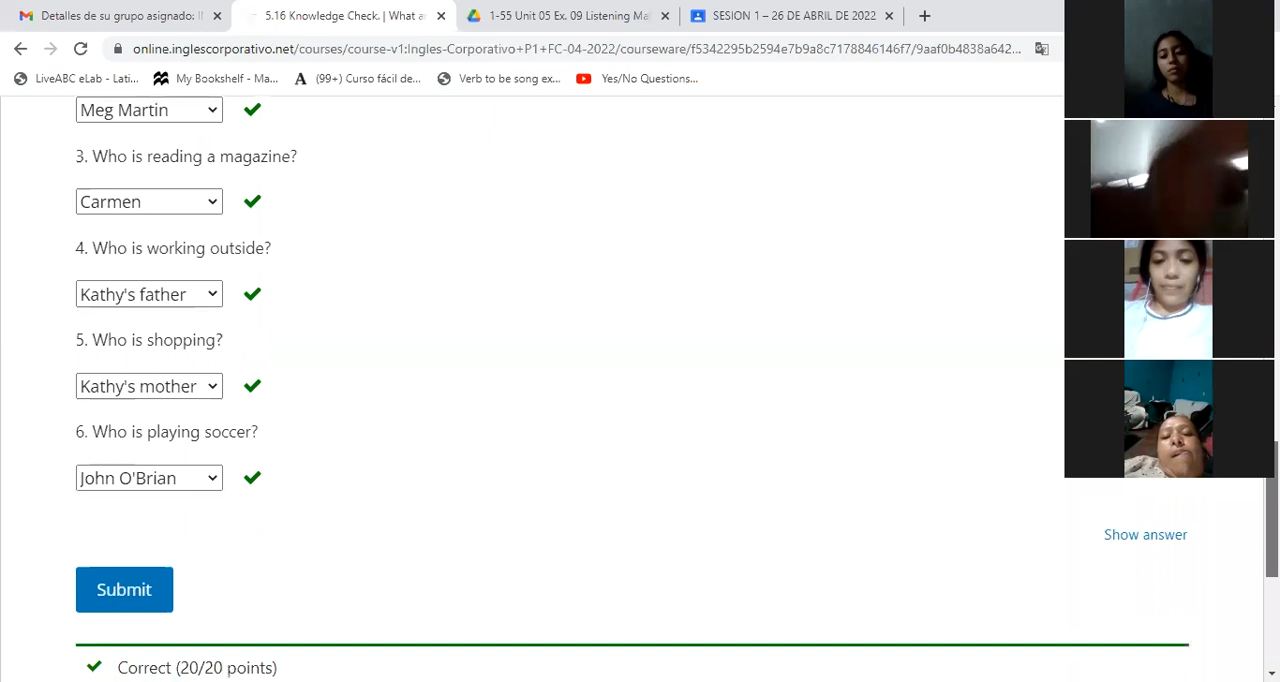 Detalles de su grupo asignado: I
5.16 Knowledge Check. | What a
1-55 Unit 05 Ex. 09 Listening Ma
SESION 1 – 26 DE ABRIL DE 2022
online.inglescorporativo.net/courses/course-v1:Ingles-Corporativo+P1+FC-04-2022/courseware/f5342295b2594e7b9a8c7178846146f7/9aaf0b4838a642...
LiveABC eLab - Lati...
My Bookshelf - Ma...
(99+) Curso fácil de...
Verb to be song ex...
Yes/No Questions...
Meg Martin
3. Who is reading a magazine?
Carmen
4. Who is working outside?
Kathy's father
5. Who is shopping?
Kathy's mother
6. Who is playing soccer?
John O'Brian
Show answer
Submit
Correct (20/20 points)